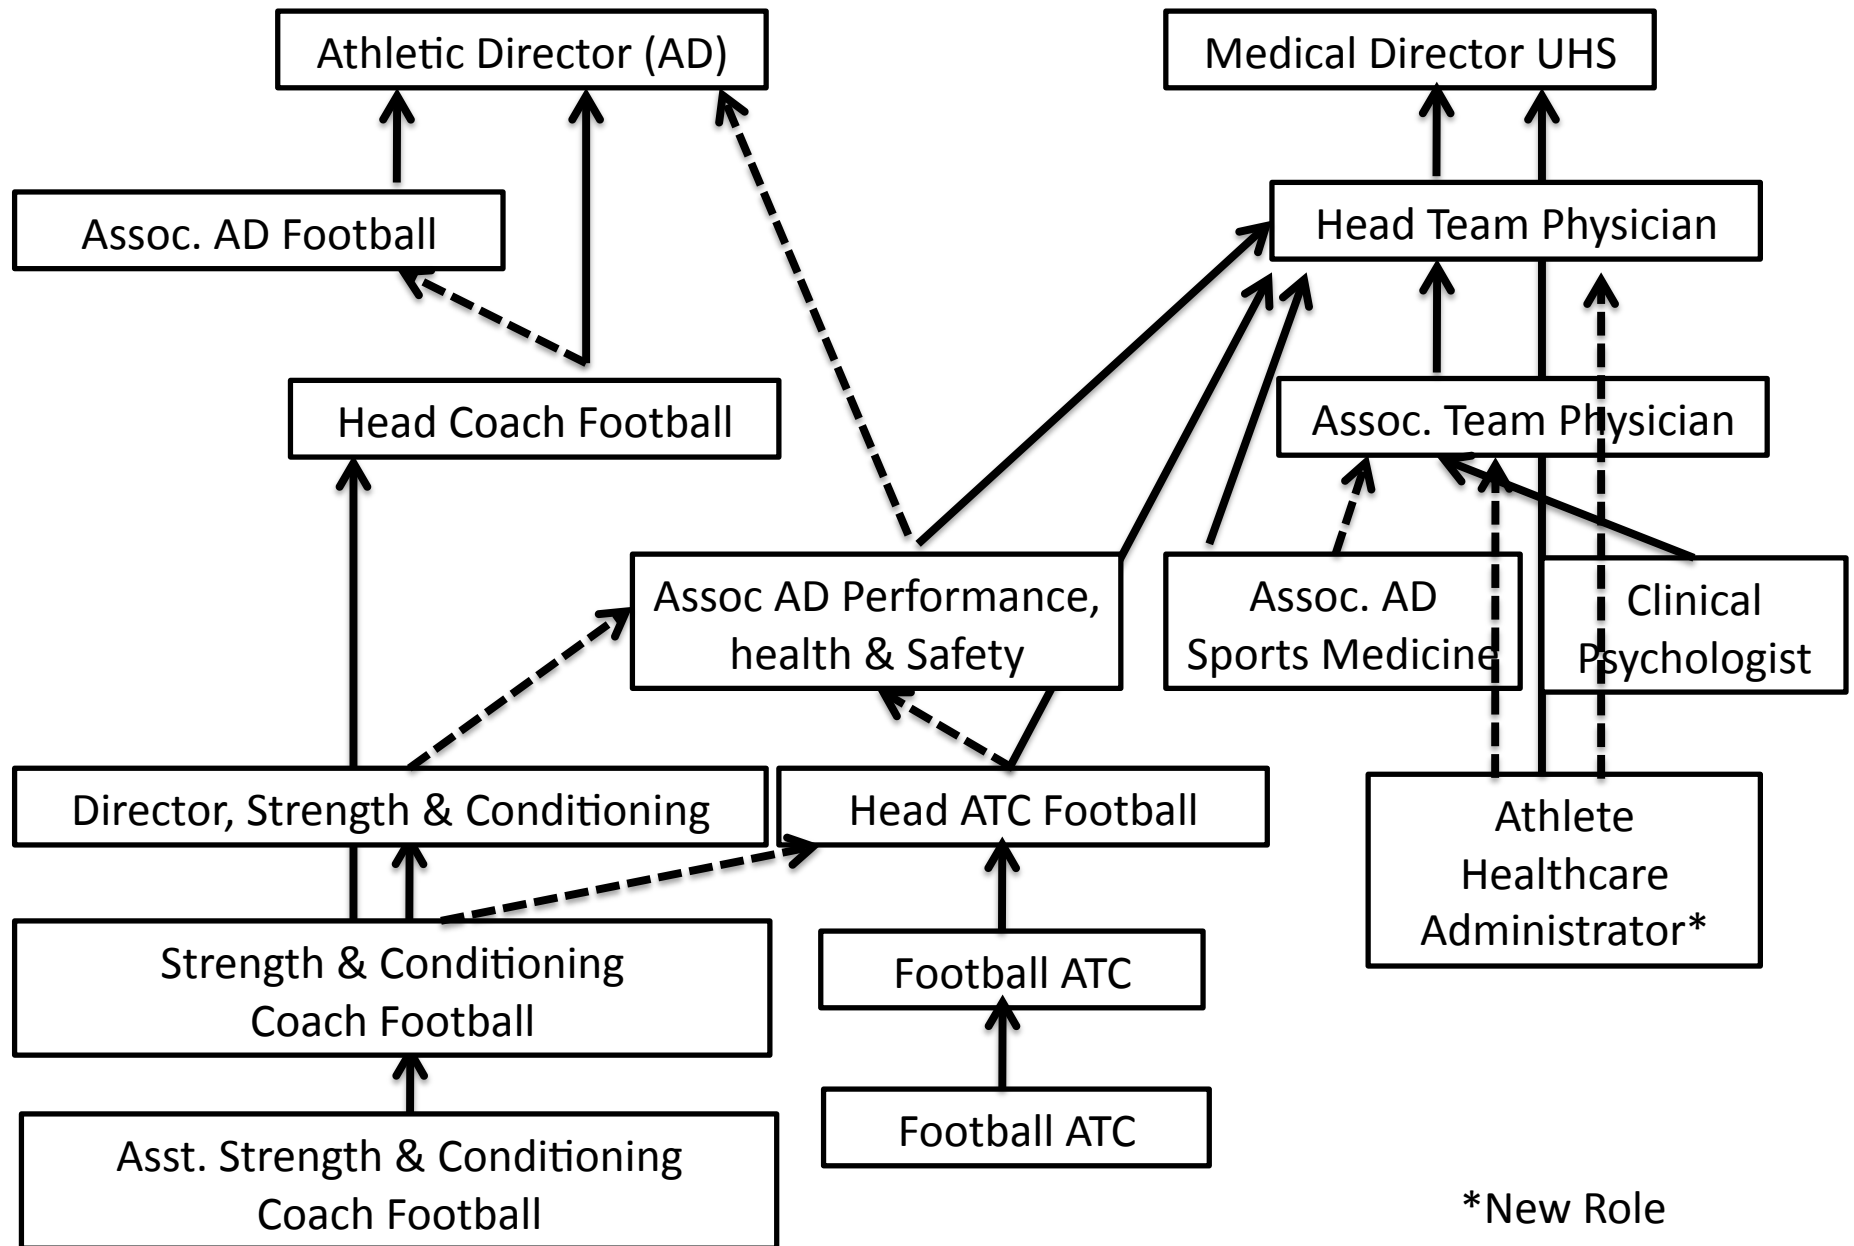 Athletic Director (AD)
Medical Director UHS
Assoc. AD Football
Head Team Physician
Head Coach Football
Assoc. Team Physician
Assoc AD Performance,
health & Safety
Assoc. AD
Sports Medicine
Clinical
Psychologist
Director, Strength & Conditioning
Head ATC Football
Athlete
Healthcare
Administrator*
Strength & Conditioning
Coach Football
Football ATC
Asst. Strength & Conditioning
Coach Football
Football ATC
*New Role